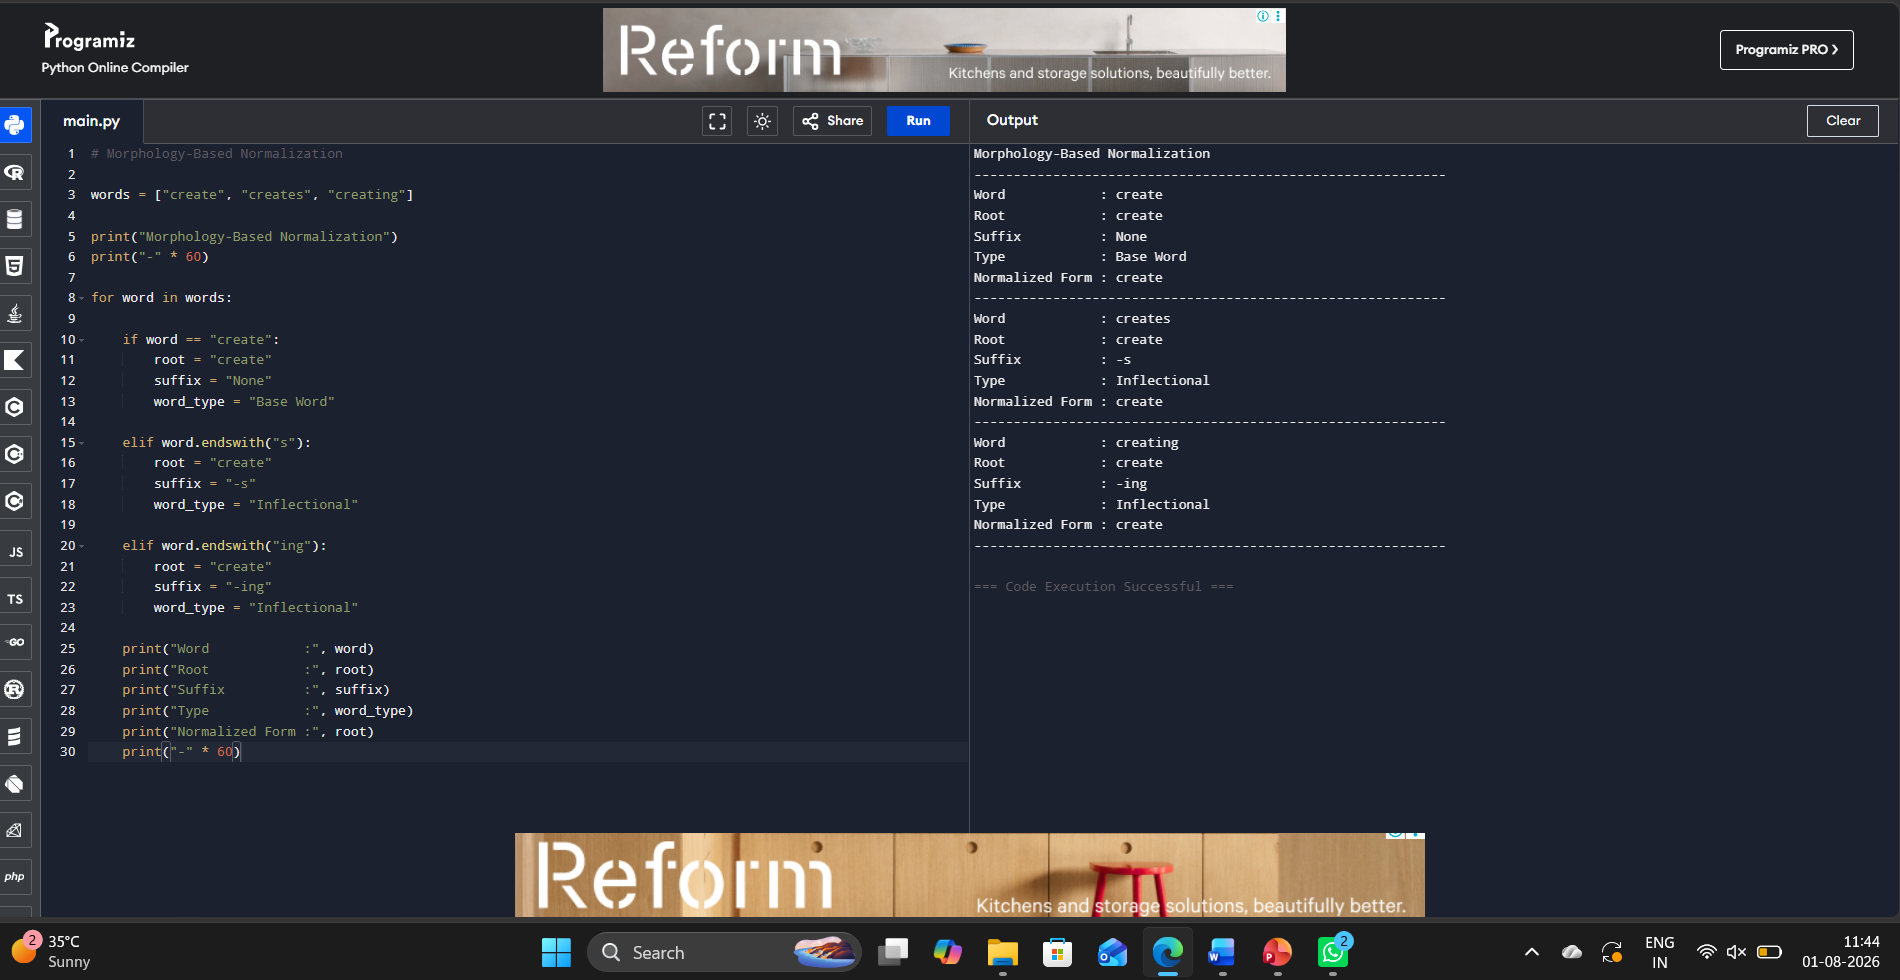 Programiz
Python Online Compiler
Reform
Kitchens and storage solutions, beautifully better.
Programiz PRO >
main.py
Share
Run
Output
Clear
1 # Morphology-Based Normalization
2
3 words = ["create", "creates", "creating"]
4
5 print("Morphology-Based Normalization")
6 print("-" * 60)
7
8 for word in words:
9
10     if word == "create":
11         root = "create"
12         suffix = "None"
13         word_type = "Base Word"
14
15     elif word.endswith("s"):
16         root = "create"
17         suffix = "-s"
18         word_type = "Inflectional"
19
20     elif word.endswith("ing"):
21         root = "create"
22         suffix = "-ing"
23         word_type = "Inflectional"
24
25     print("Word            :", word)
26     print("Root            :", root)
27     print("Suffix          :", suffix)
28     print("Type            :", word_type)
29     print("Normalized Form :", root)
30     print("-" * 60)
Morphology-Based Normalization
------------------------------------------------------------
Word            : create
Root            : create
Suffix          : None
Type            : Base Word
Normalized Form : create
------------------------------------------------------------
Word            : creates
Root            : create
Suffix          : -s
Type            : Inflectional
Normalized Form : create
------------------------------------------------------------
Word            : creating
Root            : create
Suffix          : -ing
Type            : Inflectional
Normalized Form : create
------------------------------------------------------------
=== Code Execution Successful ===
JS
TS
GO
php
Reform
Kitchens and storage solutions, beautifully better.
2
35°C
Sunny
Search
2
ENG
IN
11:44
01-08-2026